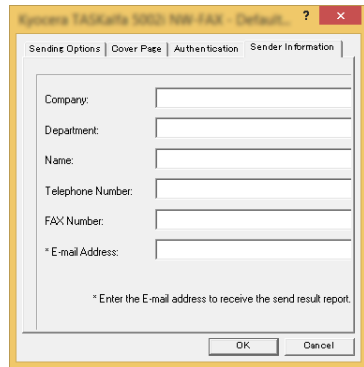 Kyocera TASKalfa 5002i NW-FAX - Default...
Sending Options Cover Page Authentication Sender Information
Company:
Department:
Name:
Telephone Number:
FAX Number:
* E-mail Address:
* Enter the E-mail address to receive the send result report.
OK Cancel